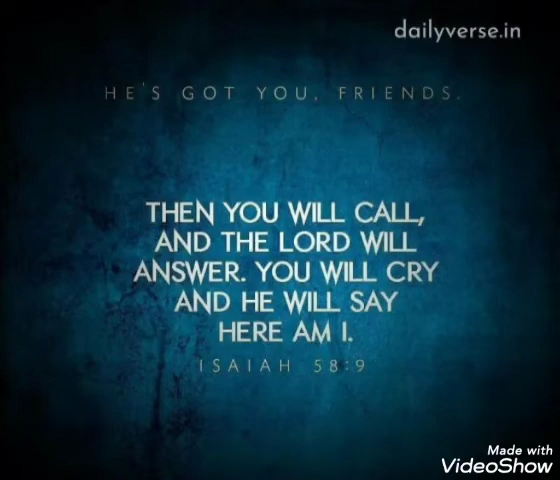 dailyverse.in
HE'S GOT YOU, FRIENDS.
THEN YOU WILL CALL,
AND THE LORD WILL
ANSWER. YOU WILL CRY
AND HE WILL SAY
HERE AM I.
ISAIAH 58:9
Made with
VideoShow